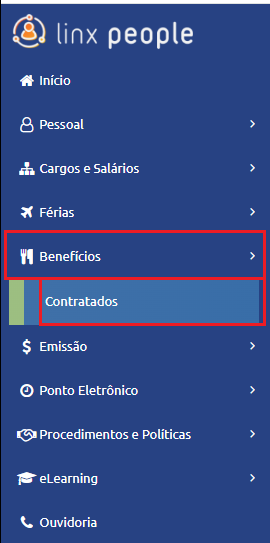 linx people
Início
Pessoal
Cargos e Salários
Férias
Benefícios
Contratados
Emissão
Ponto Eletrônico
Procedimentos e Políticas
eLearning
Ouvidoria